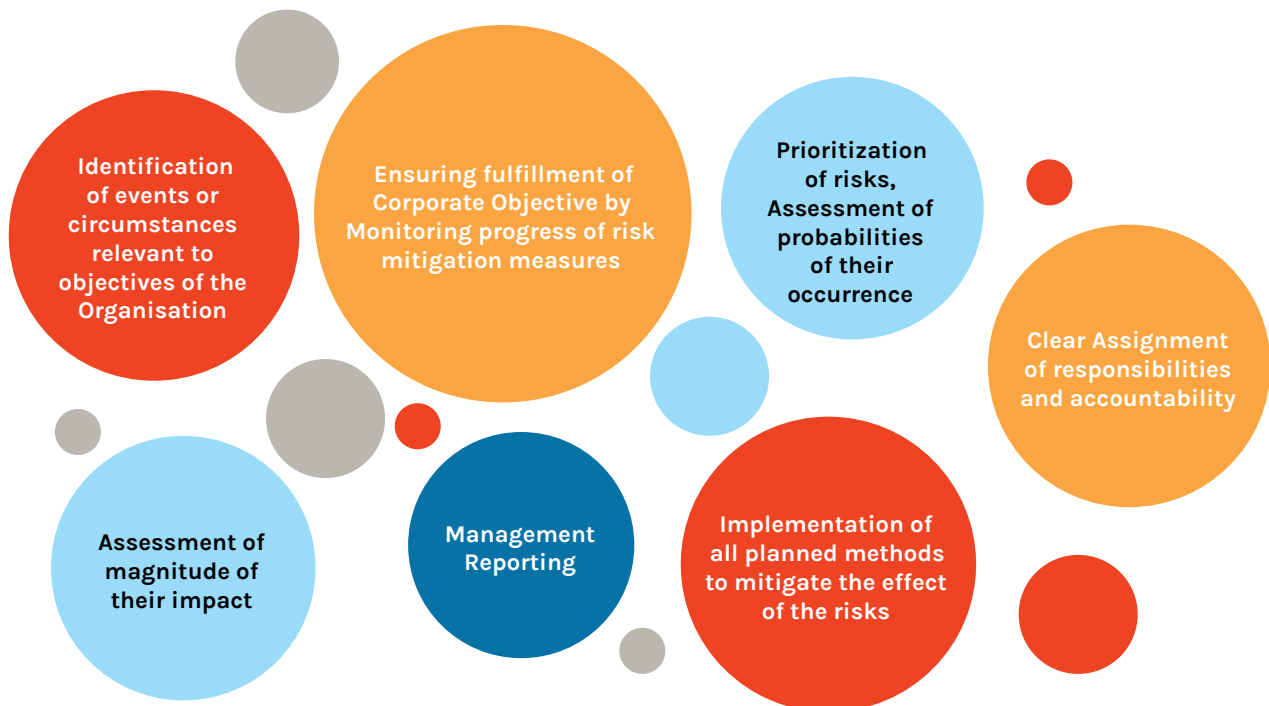 Identification
of events or
circumstances
relevant to
objectives of the
Organisation
Ensuring fulfillment of
Corporate Objective by
Monitoring progress of risk
mitigation measures
Prioritization
of risks,
Assessment of
probabilities
of their
occurrence
Clear Assignment
of responsibilities
and accountability
Assessment of
magnitude of
their impact
Management
Reporting
Implementation of
all planned methods
to mitigate the effect
of the risks